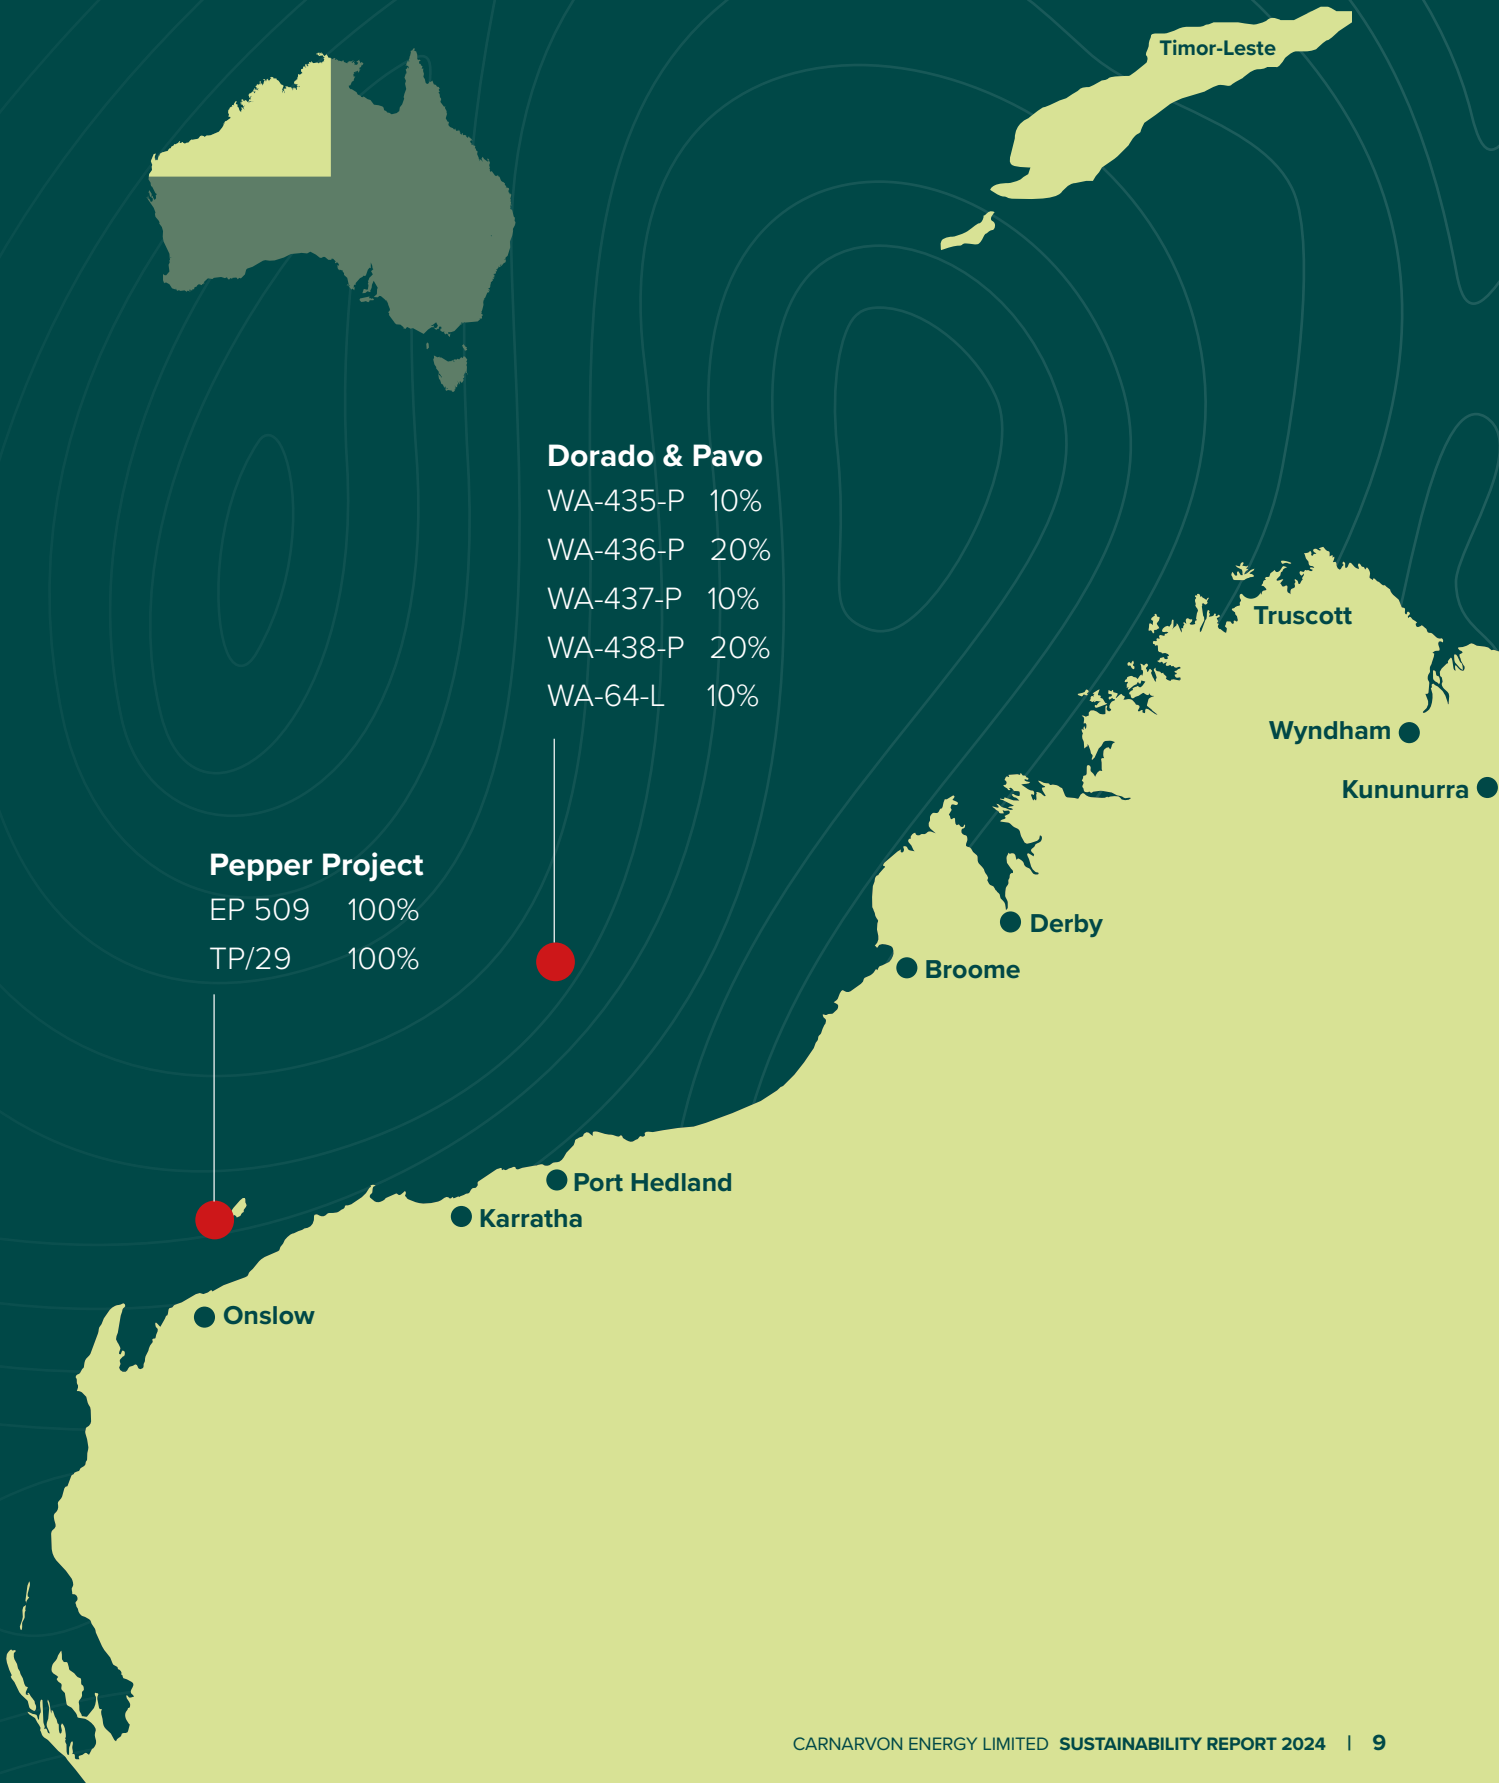 Timor-Leste
Dorado & Pavo
WA-435-P 10%
WA-436-P 20%
WA-437-P 10%
WA-438-P 20%
WA-64-L 10%
Truscott
Wyndham
Kununurra
Pepper Project
EP 509 100%
TP/29 100%
Derby
Broome
Port Hedland
Karratha
Onslow
CARNARVON ENERGY LIMITED SUSTAINABILITY REPORT 2024 | 9